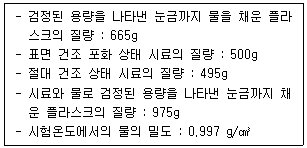 - 검정된 용량을 나타낸 눈금까지 물을 채운 플라
스크의 질량 : 665g
- 표면 건조 포화 상태 시료의 질량 : 500g
- 절대 건조 상태 시료의 질량 : 495g
- 시료와 물로 검정된 용량을 나타낸 눈금까지 채
운 플라스크의 질량 : 975g
- 시험온도에서의 물의 밀도 : 0.997 g/㎤